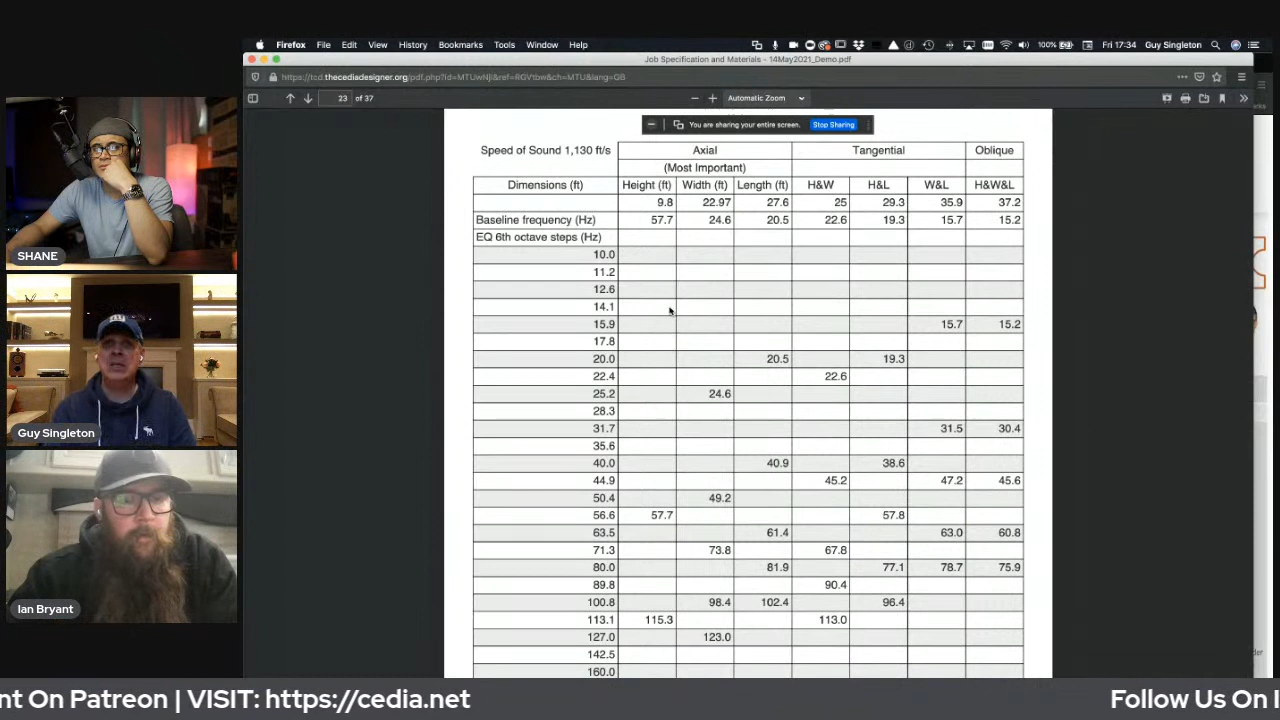 Firefox File Edit View History Bookmarks Tools Window Help 100% Fri 17:34 Guy Singleton
Job Specification and Materials - 14May2021_Demo.pdf
23 of 37 Automatic Zoom
You are sharing your entire screen. Stop Sharing
Speed of Sound 1,130 ft/s Axial Tangential Oblique
(Most Important)
Dimensions (ft) Height (ft) Width (ft) Length (ft) H&W H&L W&L H&W&L
9.8 22.97 27.6 25 29.3 35.9 37.2
Baseline frequency (Hz) 57.7 24.6 20.5 22.6 19.3 15.7 15.2
EQ 6th octave steps (Hz)
10.0
11.2
12.6
14.1
15.9 15.7 15.2
17.8
20.0 20.5 19.3
22.4 22.6
25.2 24.6
28.3
31.7 31.5 30.4
35.6
40.0 40.9 38.6
44.9 45.2 47.2 45.6
50.4 49.2
56.6 57.7 57.8
63.5 61.4 63.0 60.8
71.3 73.8 67.8
80.0 81.9 77.1 78.7 75.9
89.8 90.4
100.8 98.4 102.4 96.4
113.1 115.3 113.0
127.0 123.0
142.5
160.0
SHANE
Guy Singleton
Ian Bryant
nt On Patreon | VISIT: https://cedia.net Follow Us On